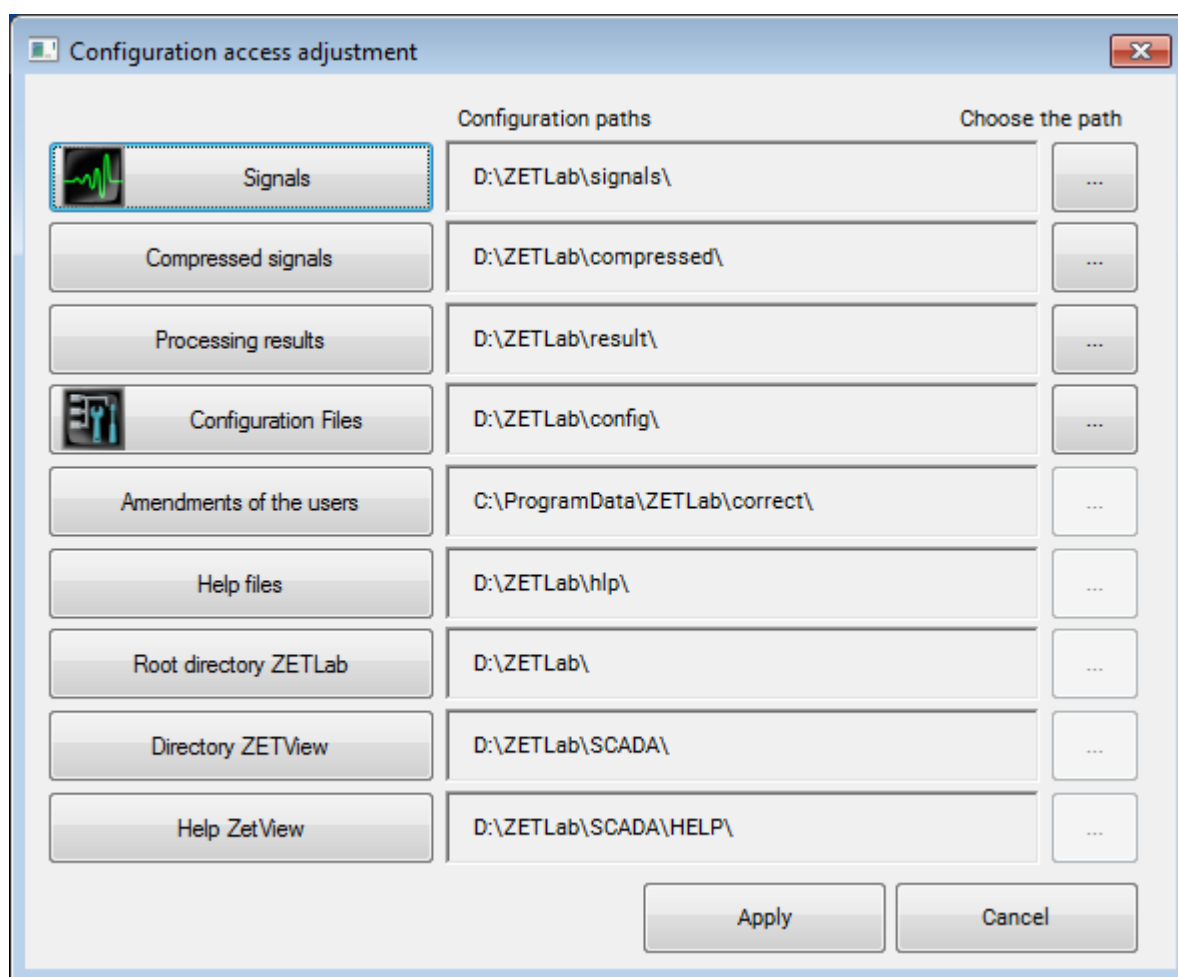 Configuration access adjustment
Configuration paths Choose the path
Signals D:\ZETLab\signals\ ...
Compressed signals D:\ZETLab\compressed\ ...
Processing results D:\ZETLab\result\ ...
Configuration Files D:\ZETLab\config\ ...
Amendments of the users C:\ProgramData\ZETLab\correct\ ...
Help files D:\ZETLab\hlp\ ...
Root directory ZETLab D:\ZETLab\ ...
Directory ZETView D:\ZETLab\SCADA\ ...
Help ZetView D:\ZETLab\SCADA\HELP\ ...
Apply Cancel